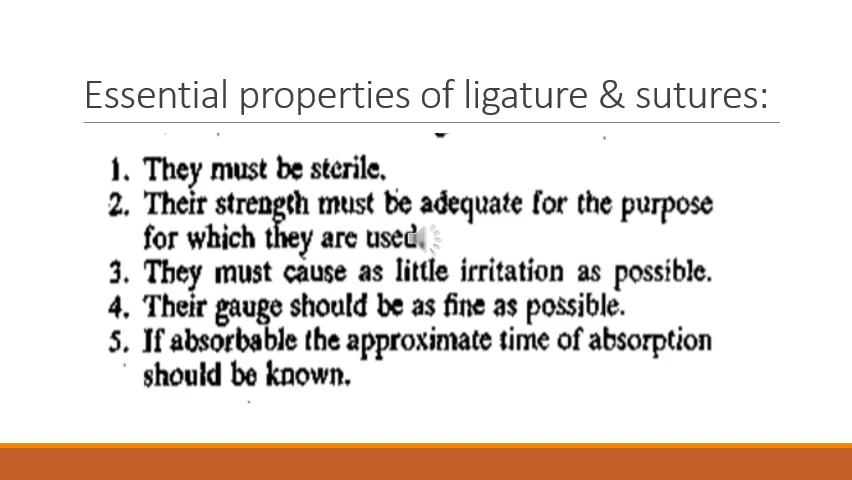 Essential properties of ligature & sutures:
1. They must be sterile.
2. Their strength must be adequate for the purpose
for which they are used.
3. They must cause as little irritation as possible.
4. Their gauge should be as fine as possible.
5. If absorbable the approximate time of absorption
should be known.